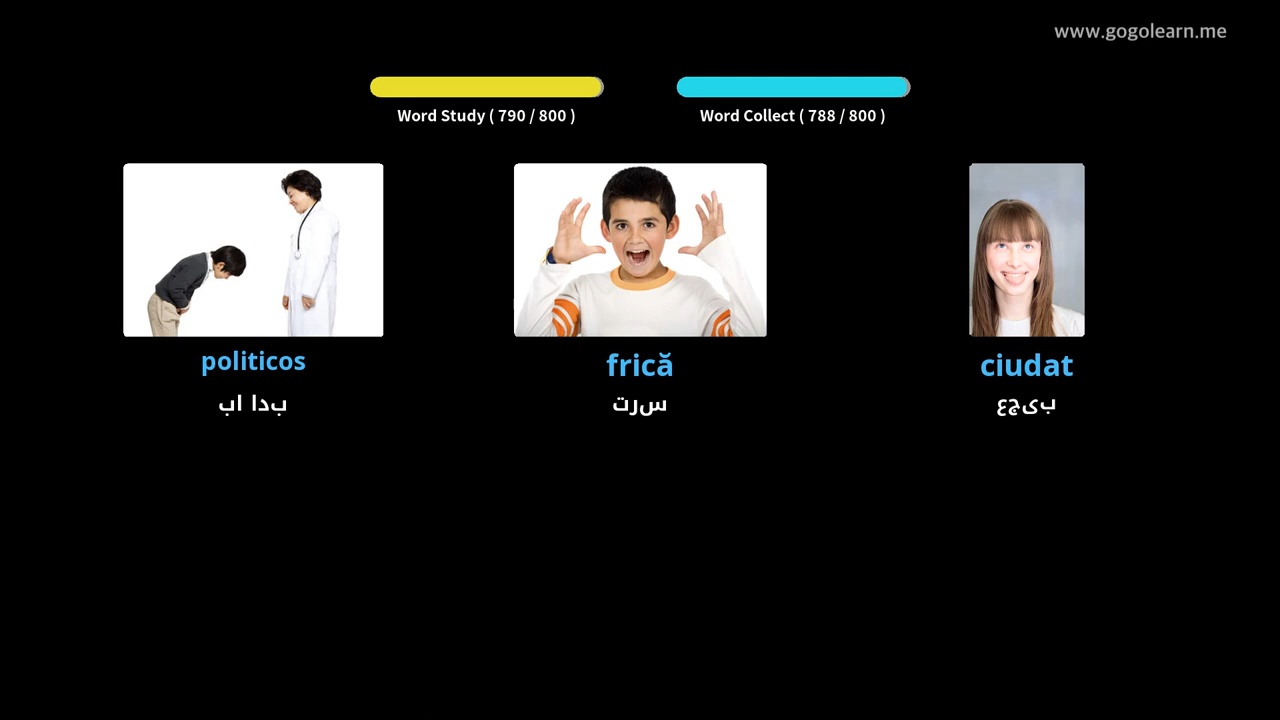 www.gogolearn.me
Word Study ( 790 / 800 )
Word Collect ( 788 / 800 )
politicos
بدا اب
frică
سرت
ciudat
بیجع